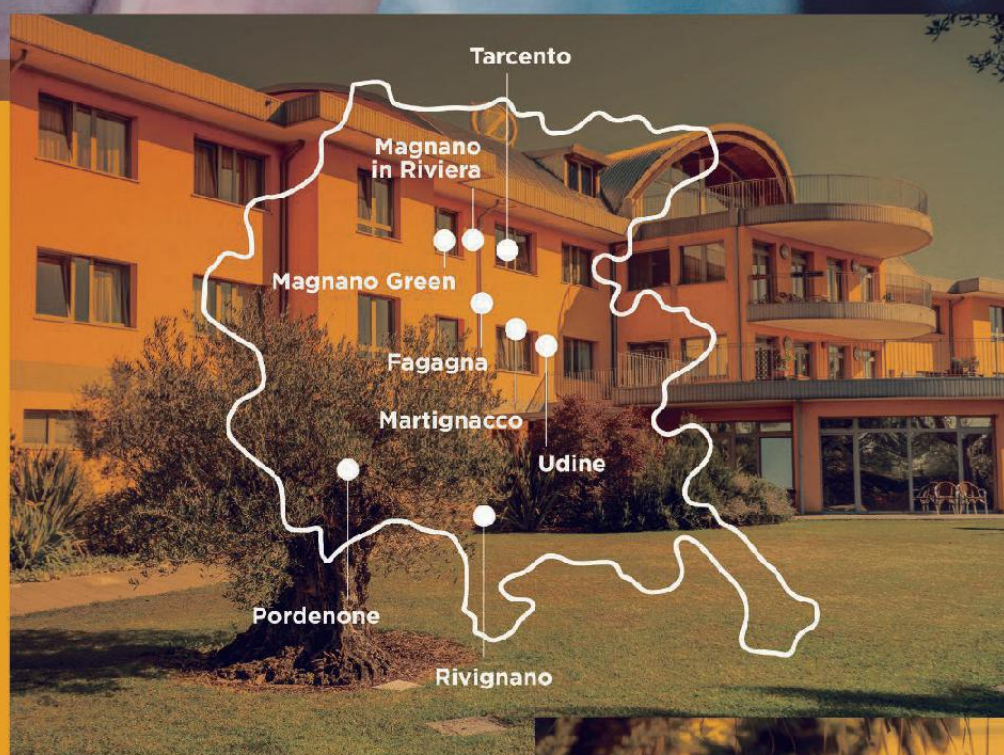 Tarcento
Magnano
in Riviera
Magnano Green
Fagagna
Martignacco
Udine
Pordenone
Rivignano